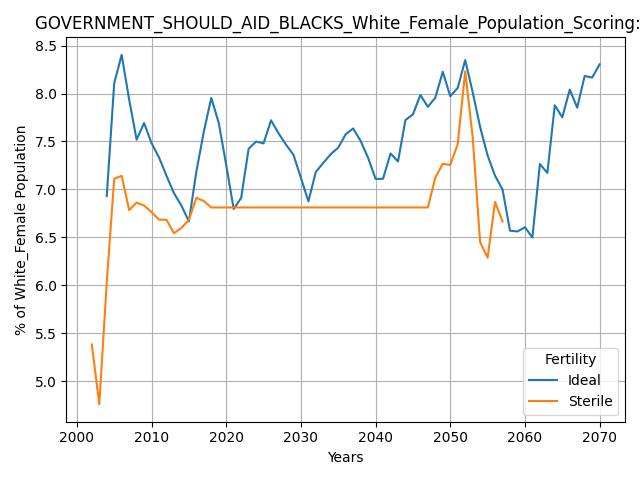 GOVERNMENT_SHOULD_AID_BLACKS_White_Female_Population_Scoring:
8.5
8.0
7.5
7.0
6.5
6.0
5.5
5.0
% of White_Female Population
2000 2010 2020 2030 2040 2050 2060 2070
Years
Fertility
Ideal
Sterile